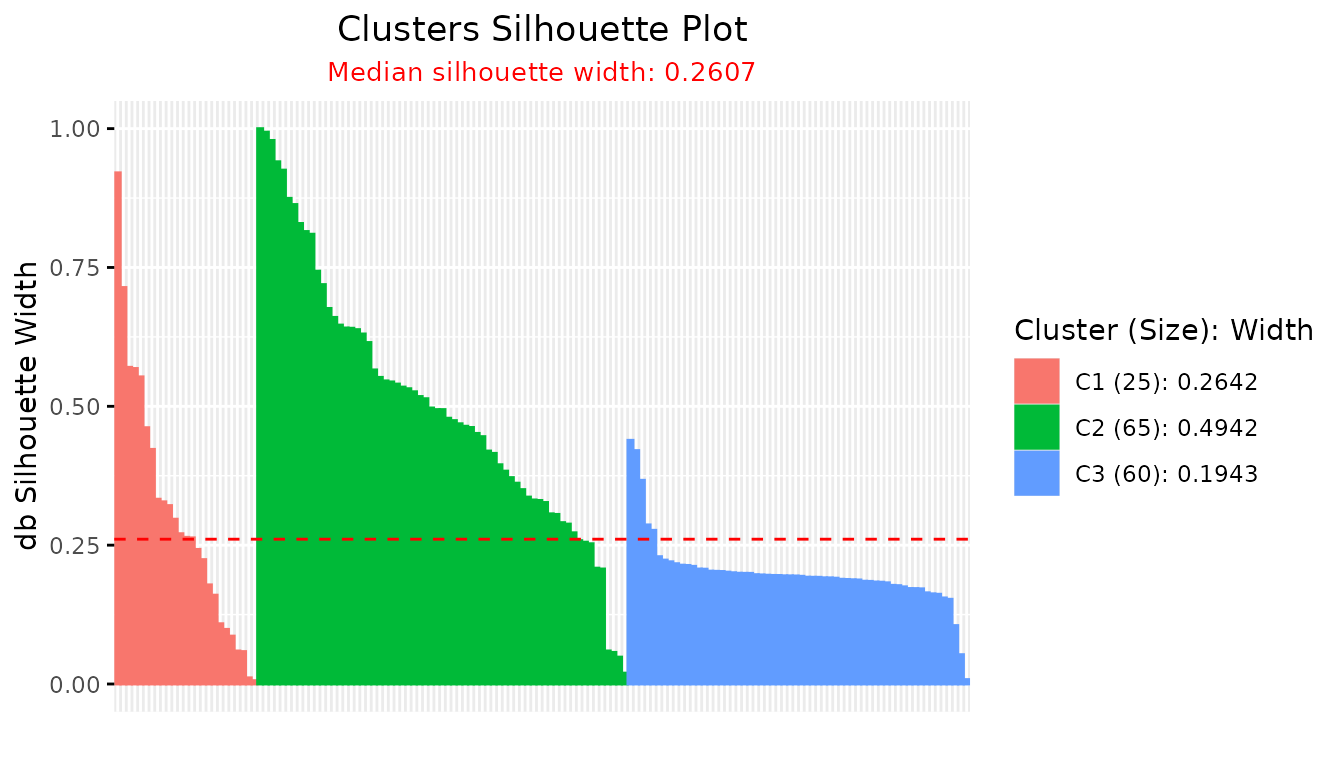 Clusters Silhouette Plot
Median silhouette width: 0.2607
db Silhouette Width
1.00
0.75
0.50
0.25
0.00
Cluster (Size): Width
C1 (25): 0.2642
C2 (65): 0.4942
C3 (60): 0.1943